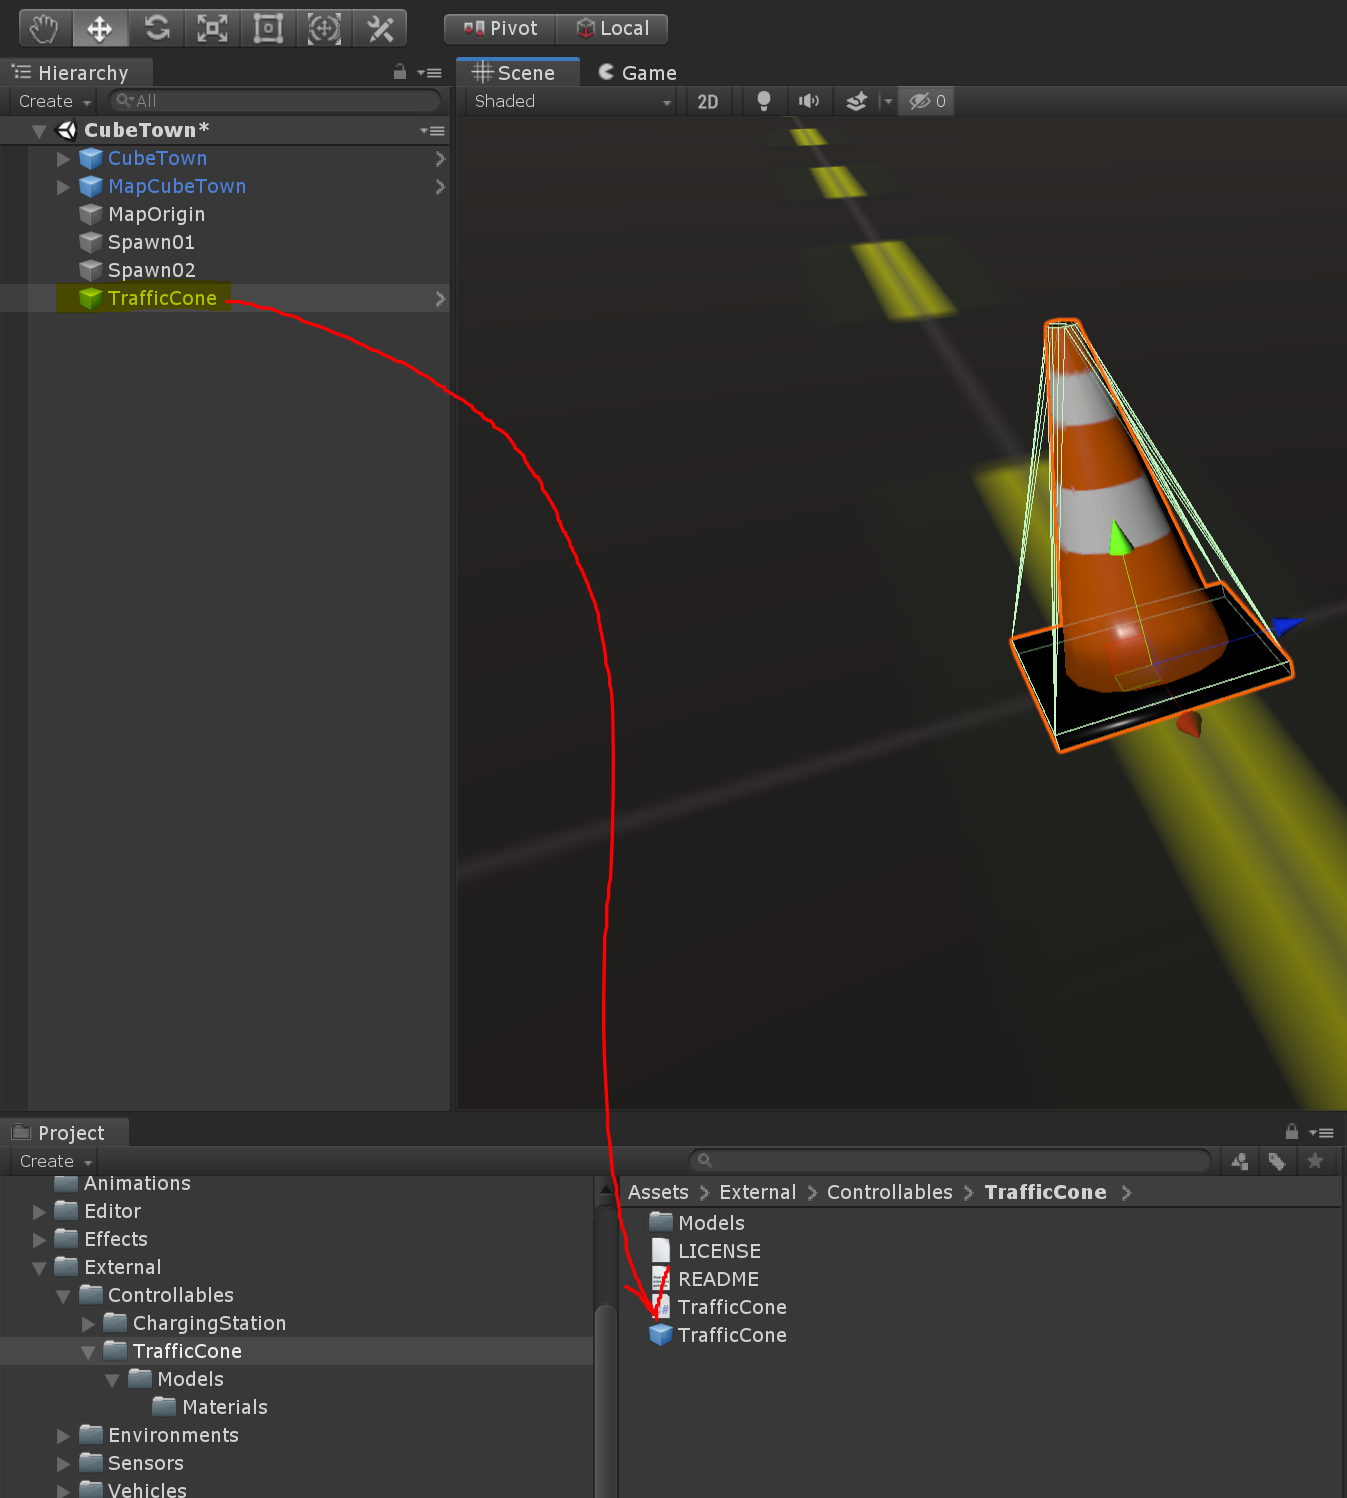 Pivot Local
Hierarchy
Scene Game
Create All
Shaded 2D 0
CubeTown*
CubeTown
MapCubeTown
MapOrigin
Spawn01
Spawn02
TrafficCone
Project
Create
Animations
Editor
Effects
External
Controllables
ChargingStation
TrafficCone
Models
Materials
Environments
Sensors
Vehicles
Assets > External > Controllables > TrafficCone >
Models
LICENSE
README
TrafficCone
TrafficCone